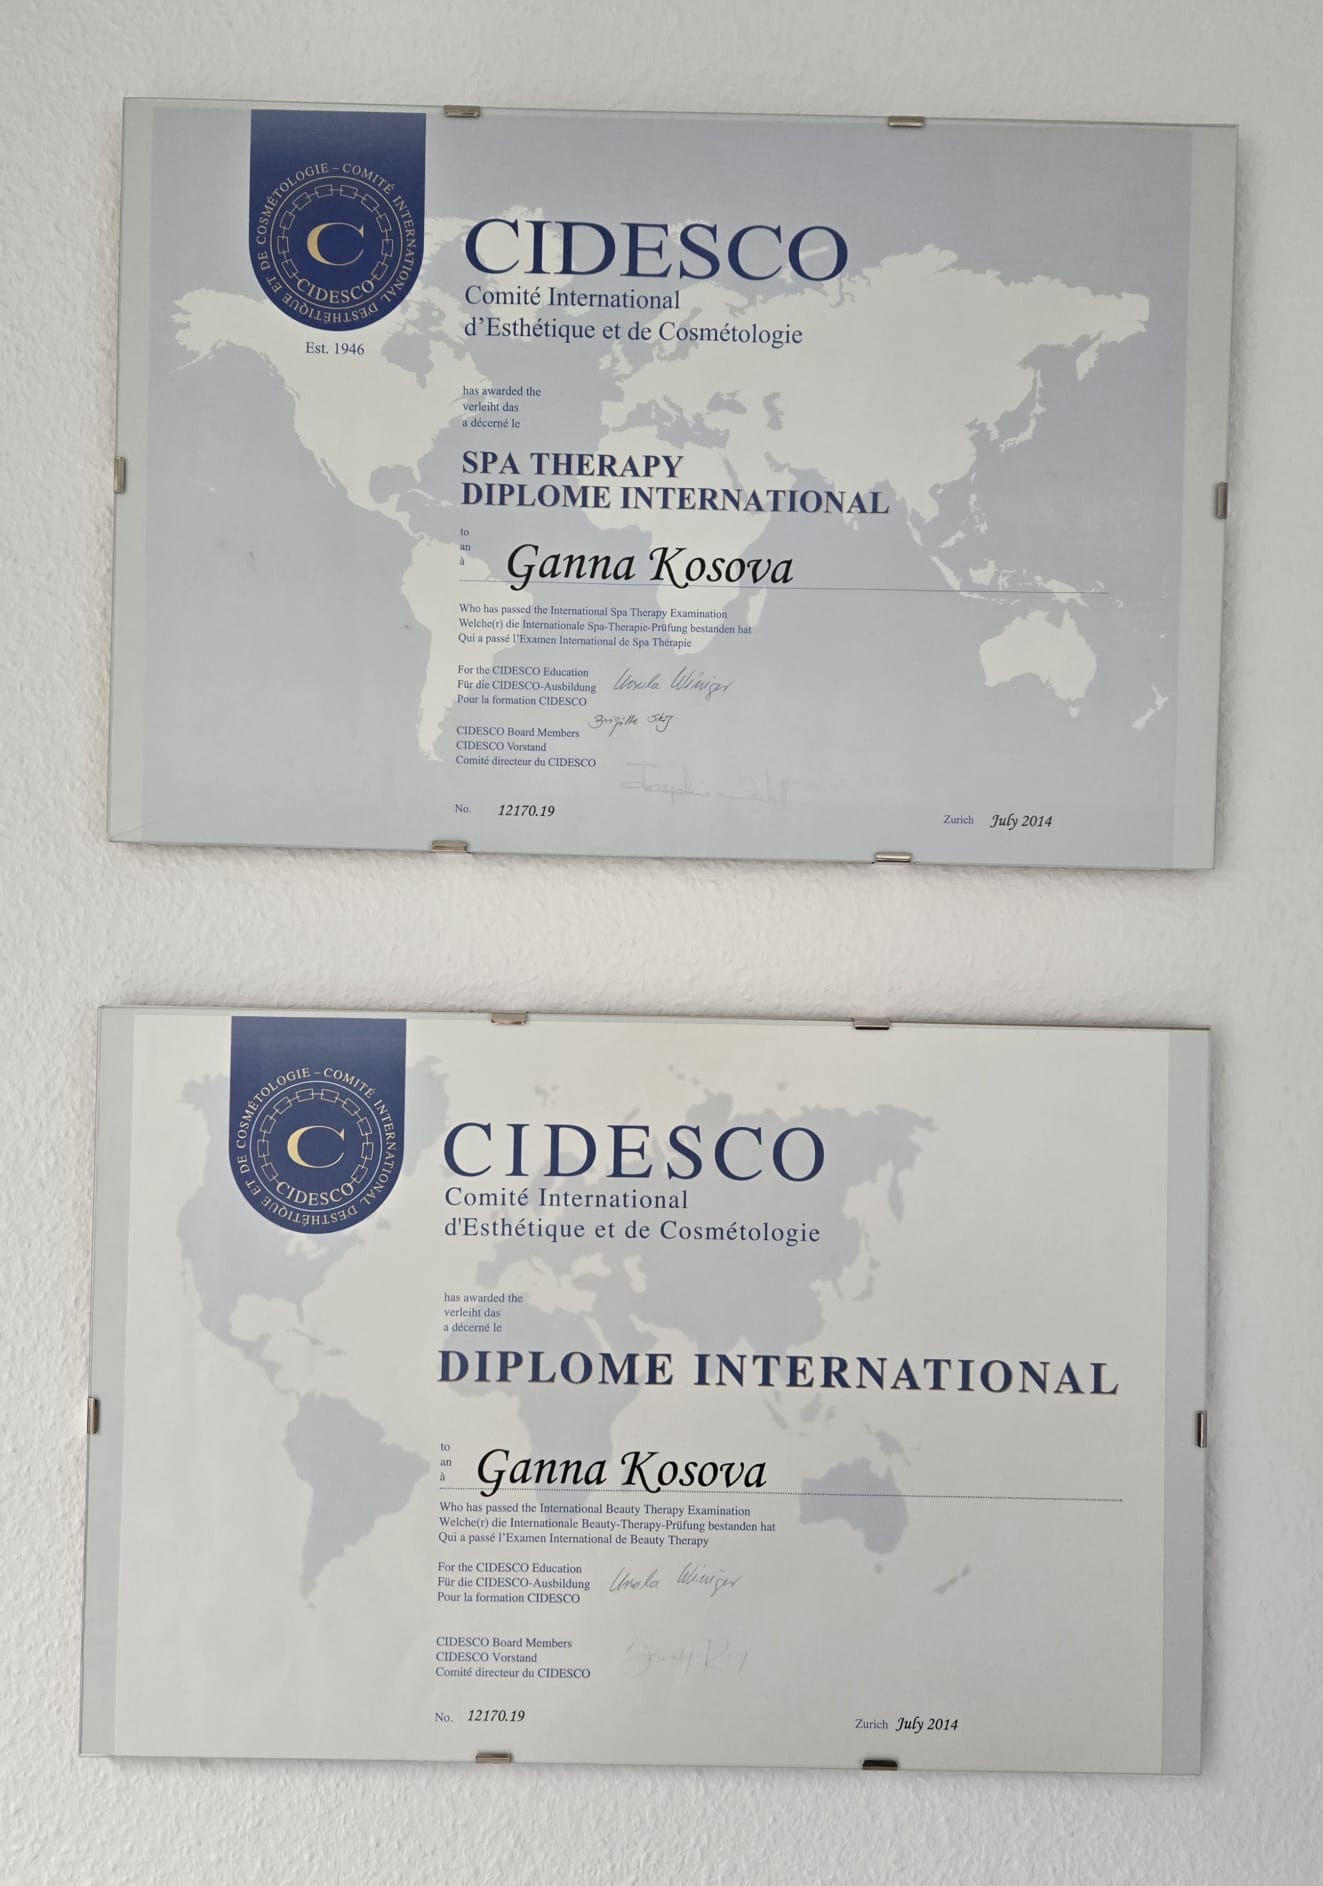 COMITÉ INTERNATIONAL D'ESTHÉTIQUE ET DE COSMÉTOLOGIE –
C
CIDESCO
Est. 1946
CIDESCO
Comité International
d’Esthétique et de Cosmétologie
has awarded the
verleiht das
a décerné le
SPA THERAPY
DIPLOME INTERNATIONAL
to
an
à
Ganna Kosova
Who has passed the International Spa Therapy Examination
Welche(r) die Internationale Spa-Therapie-Prüfung bestanden hat
Qui a passé l’Examen International de Spa Thérapie
For the CIDESCO Education
Für die CIDESCO-Ausbildung
Pour la formation CIDESCO
Ursula Winiger
Brigitte
CIDESCO Board Members
CIDESCO Vorstand
Comité directeur du CIDESCO
No. 12170.19
Zurich July 2014
COMITÉ INTERNATIONAL D'ESTHÉTIQUE ET DE COSMÉTOLOGIE –
C
CIDESCO
CIDESCO
Comité International
d'Esthétique et de Cosmétologie
has awarded the
verleiht das
a décerné le
DIPLOME INTERNATIONAL
to
an
à
Ganna Kosova
Who has passed the International Beauty Therapy Examination
Welche(r) die Internationale Beauty-Therapy-Prüfung bestanden hat
Qui a passé l’Examen International de Beauty Therapy
For the CIDESCO Education
Für die CIDESCO-Ausbildung
Pour la formation CIDESCO
Ursula Winiger
CIDESCO Board Members
CIDESCO Vorstand
Comité directeur du CIDESCO
No. 12170.19
Zurich July 2014